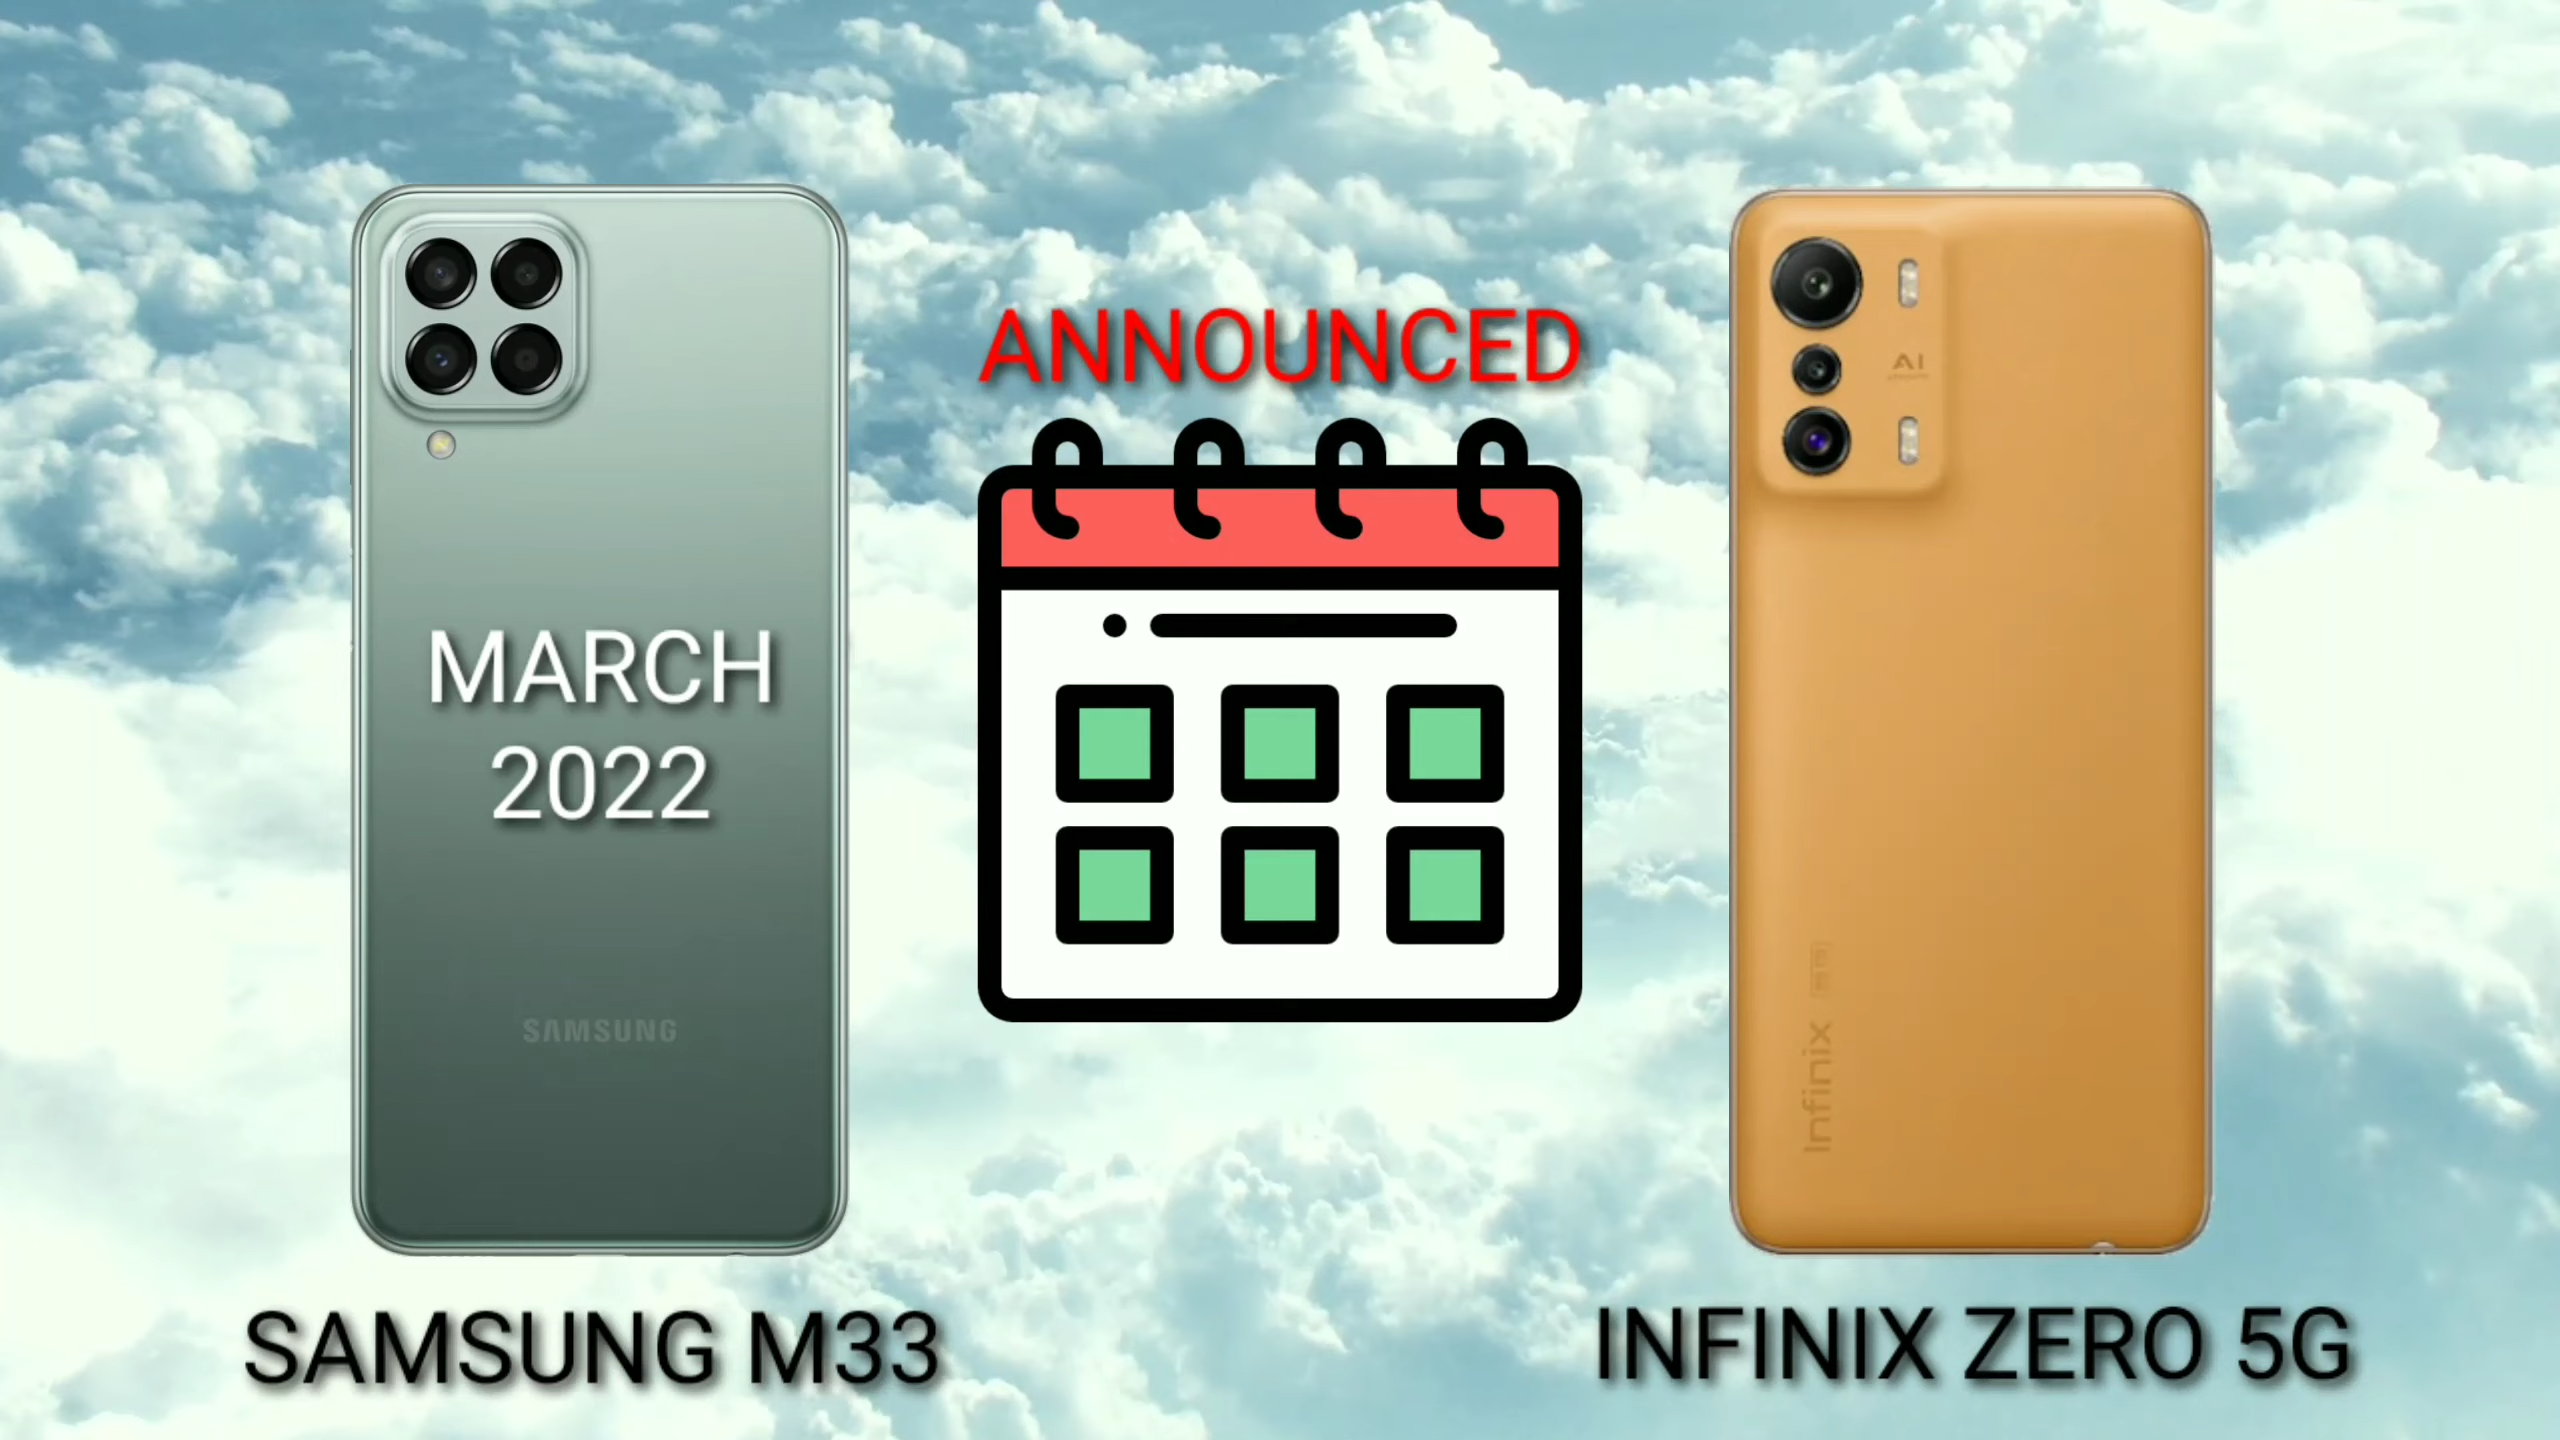 ANNOUNCED
MARCH
2022
SAMSUNG
AI
Infinix
SAMSUNG M33
INFINIX ZERO 5G